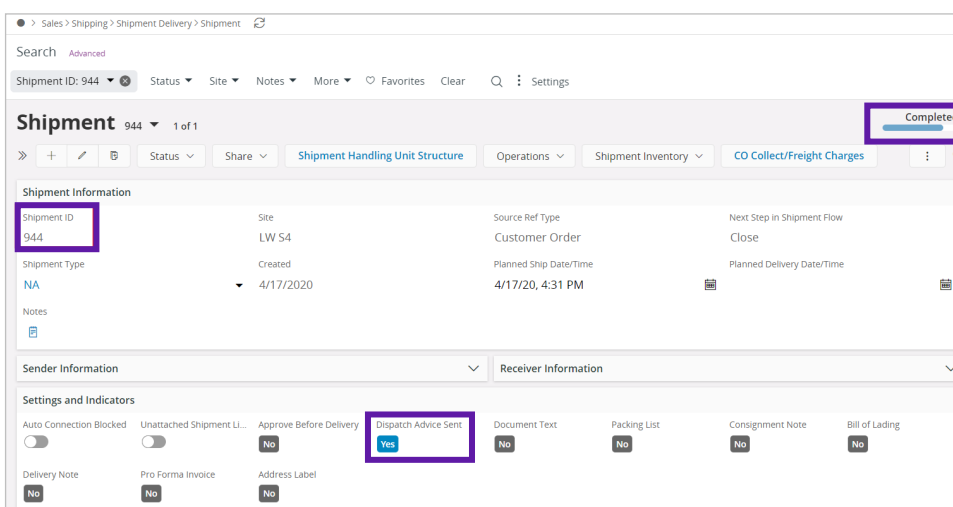 > Sales > Shipping > Shipment Delivery > Shipment
Search Advanced
Shipment ID: 944 Status Site Notes More Favorites Clear Settings
Shipment 944 1 of 1
Completed
Status Share Shipment Handling Unit Structure Operations Shipment Inventory CO Collect/Freight Charges
Shipment Information
Shipment ID Site Source Ref Type Next Step in Shipment Flow
944 LW S4 Customer Order Close
Shipment Type Created Planned Ship Date/Time Planned Delivery Date/Time
NA 4/17/2020 4/17/20, 4:31 PM
Notes
Sender Information Receiver Information
Settings and Indicators
Auto Connection Blocked Unattached Shipment Li... Approve Before Delivery Dispatch Advice Sent Document Text Packing List Consignment Note Bill of Lading
No Yes No No No No
Delivery Note Pro Forma Invoice Address Label
No No No